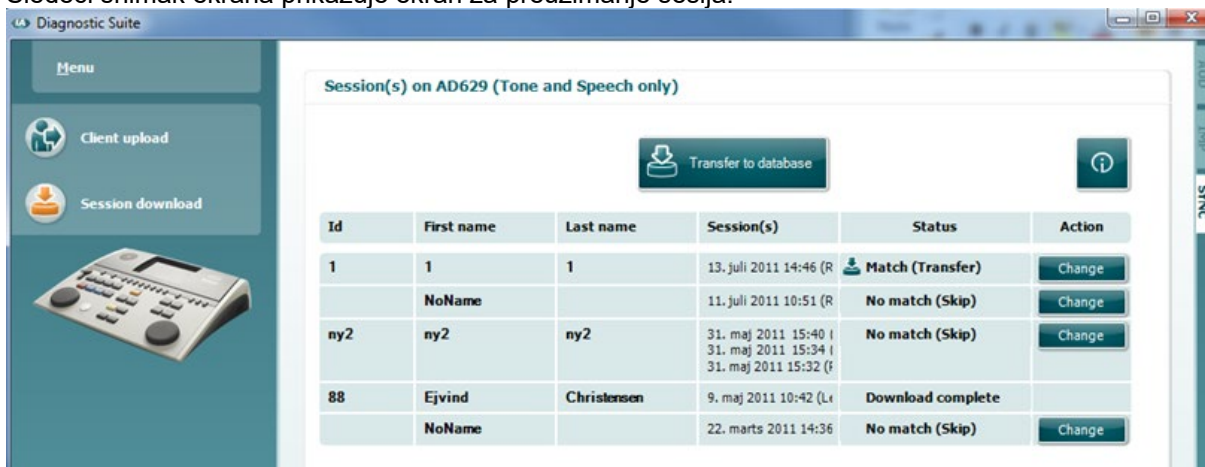 Sljedeći snimak ekrana prikazuje ekran za preuzimanje sesija:
Diagnostic Suite
Menu
Client upload
Session download
Session(s) on AD629 (Tone and Speech only)
Transfer to database
Id First name Last name Session(s) Status Action
1 1 1 13. juli 2011 14:46 (R Match (Transfer) Change
NoName 11. juli 2011 10:51 (R No match (Skip) Change
ny2 ny2 ny2 31. maj 2011 15:40 ( No match (Skip) Change
31. maj 2011 15:34 (
31. maj 2011 15:32 (R
88 Ejvind Christensen 9. maj 2011 10:42 (Le Download complete
NoName 22. marts 2011 14:36 No match (Skip) Change
AUD
IMP
SYNC